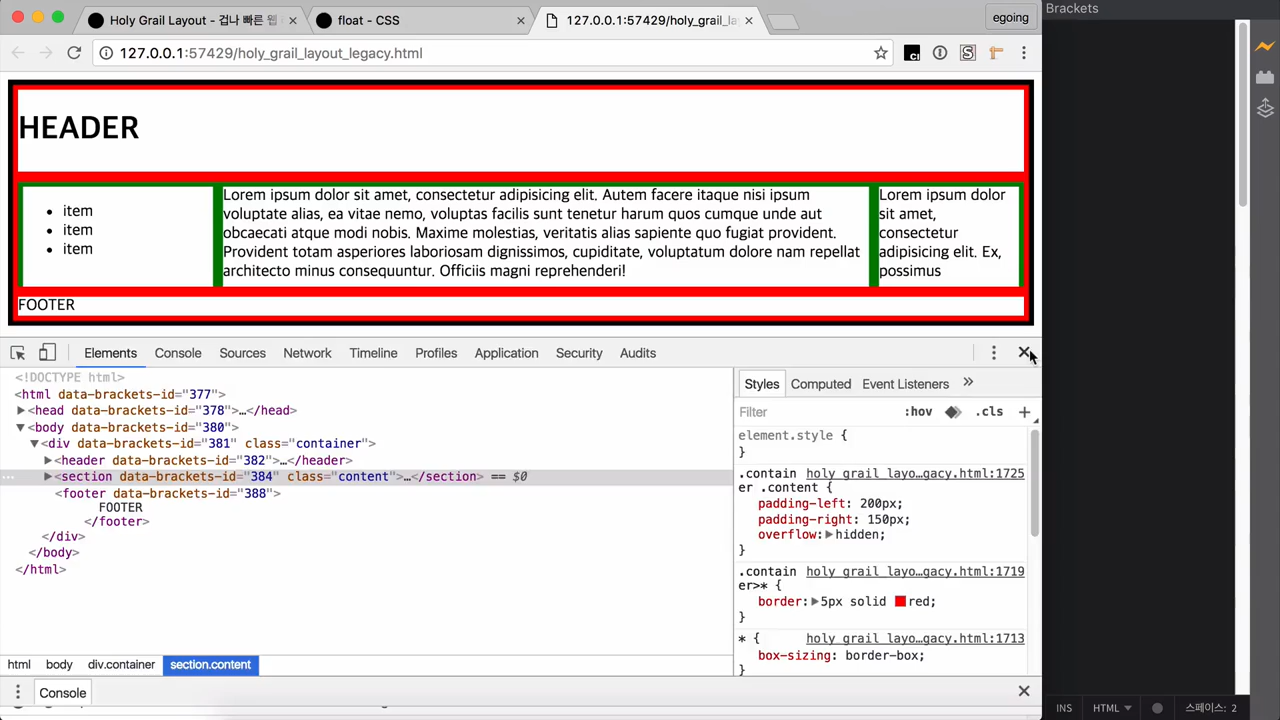 Brackets
Holy Grail Layout - 겁나 빠른 웹
float - CSS
127.0.0.1:57429/holy_grail_la
egoing
127.0.0.1:57429/holy_grail_layout_legacy.html
HEADER
item
item
item
Lorem ipsum dolor sit amet, consectetur adipisicing elit. Autem facere itaque nisi ipsum
voluptate alias, ea vitae nemo, voluptas facilis sunt tenetur harum quos cumque unde aut
obcaecati atque modi nobis. Maxime molestias, veritatis alias sapiente quo fugiat provident.
Provident totam asperiores laboriosam dignissimos, cupiditate, voluptatum dolore nam repellat
architecto minus consequuntur. Officiis magni reprehenderi!
Lorem ipsum dolor
sit amet,
consectetur
adipisicing elit. Ex,
possimus
FOOTER
Elements Console Sources Network Timeline Profiles Application Security Audits
<!DOCTYPE html>
<html data-brackets-id="377">
<head data-brackets-id="378">…</head>
<body data-brackets-id="380">
<div data-brackets-id="381" class="container">
<header data-brackets-id="382">…</header>
<section data-brackets-id="384" class="content">…</section> == $0
<footer data-brackets-id="388">
FOOTER
</footer>
</div>
</body>
</html>
html body div.container section.content
Console
Styles Computed Event Listeners »
Filter :hov .cls +
element.style {
}
.contain holy_grail_layo…gacy.html:1725
er .content {
padding-left: 200px;
padding-right: 150px;
overflow: hidden;
}
.contain holy_grail_layo…gacy.html:1719
er>* {
border: 5px solid red;
}
* { holy_grail_layo…gacy.html:1713
box-sizing: border-box;
}
INS HTML 스페이스: 2